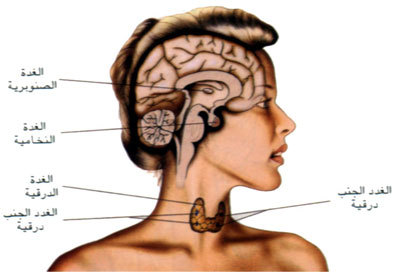 الغدة
الصنوبرية
الغدة
النخامية
الغدة
الدرقية
الغدد الجنب
درقية
الغدد الجنب
درقية